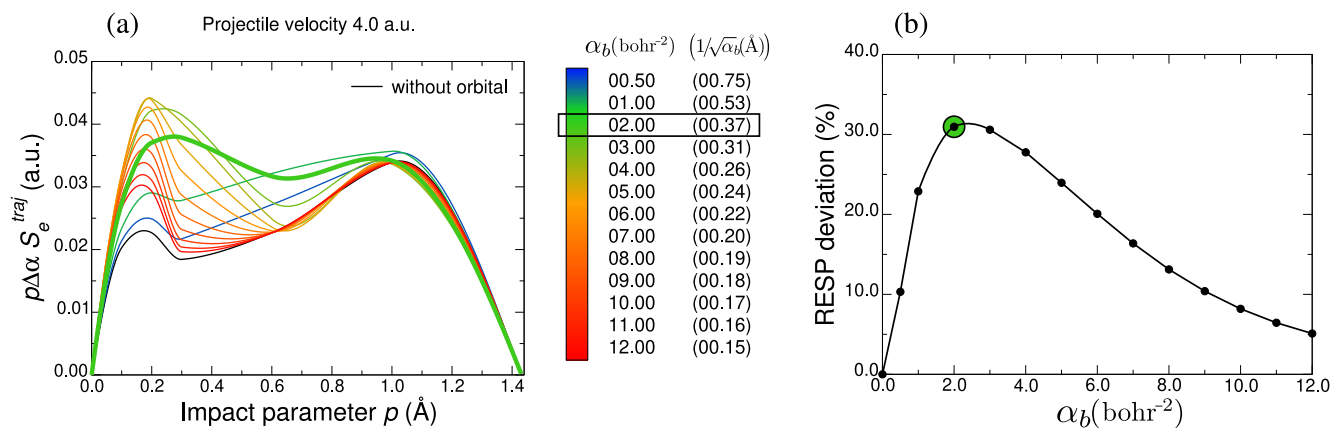 (a)
Projectile velocity 4.0 a.u.
without orbital
0.05
0.04
0.03
0.02
0.01
0.00
pΔα Sₑᵗʳᵃʲ (a.u.)
0.0 0.2 0.4 0.6 0.8 1.0 1.2 1.4
Impact parameter p (Å)
α_b(bohr⁻²) (1/√α_b(Å))
00.50 (00.75)
01.00 (00.53)
02.00 (00.37)
03.00 (00.31)
04.00 (00.26)
05.00 (00.24)
06.00 (00.22)
07.00 (00.20)
08.00 (00.19)
09.00 (00.18)
10.00 (00.17)
11.00 (00.16)
12.00 (00.15)
(b)
40.0
30.0
20.0
10.0
0.0
RESP deviation (%)
0.0 2.0 4.0 6.0 8.0 10.0 12.0
α_b(bohr⁻²)